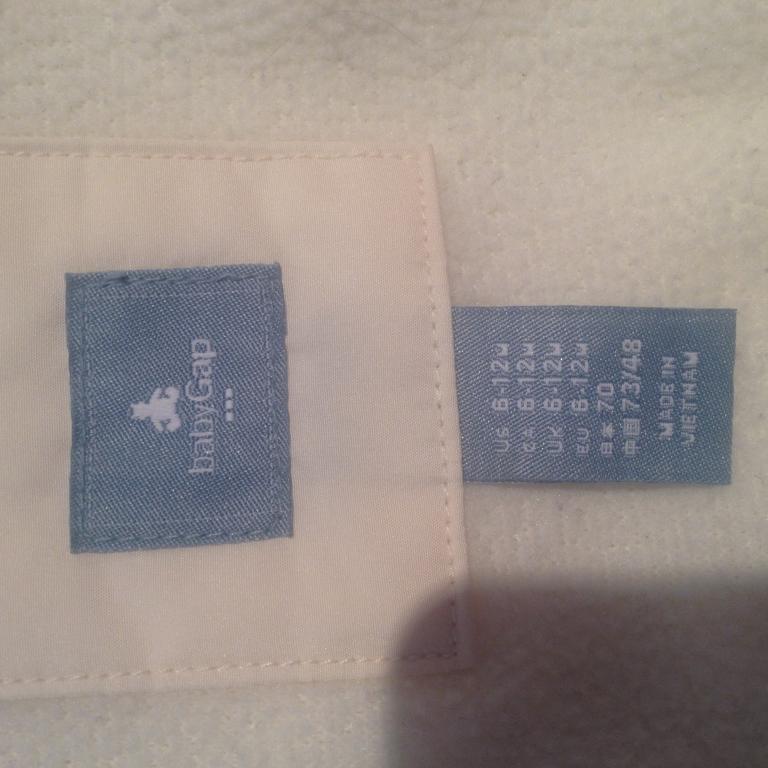 babyGap
US 6-12M
CA 6-12M
UK 6-12M
EU 6-12M
日本 70
中国 73/48
MADE IN
VIETNAM